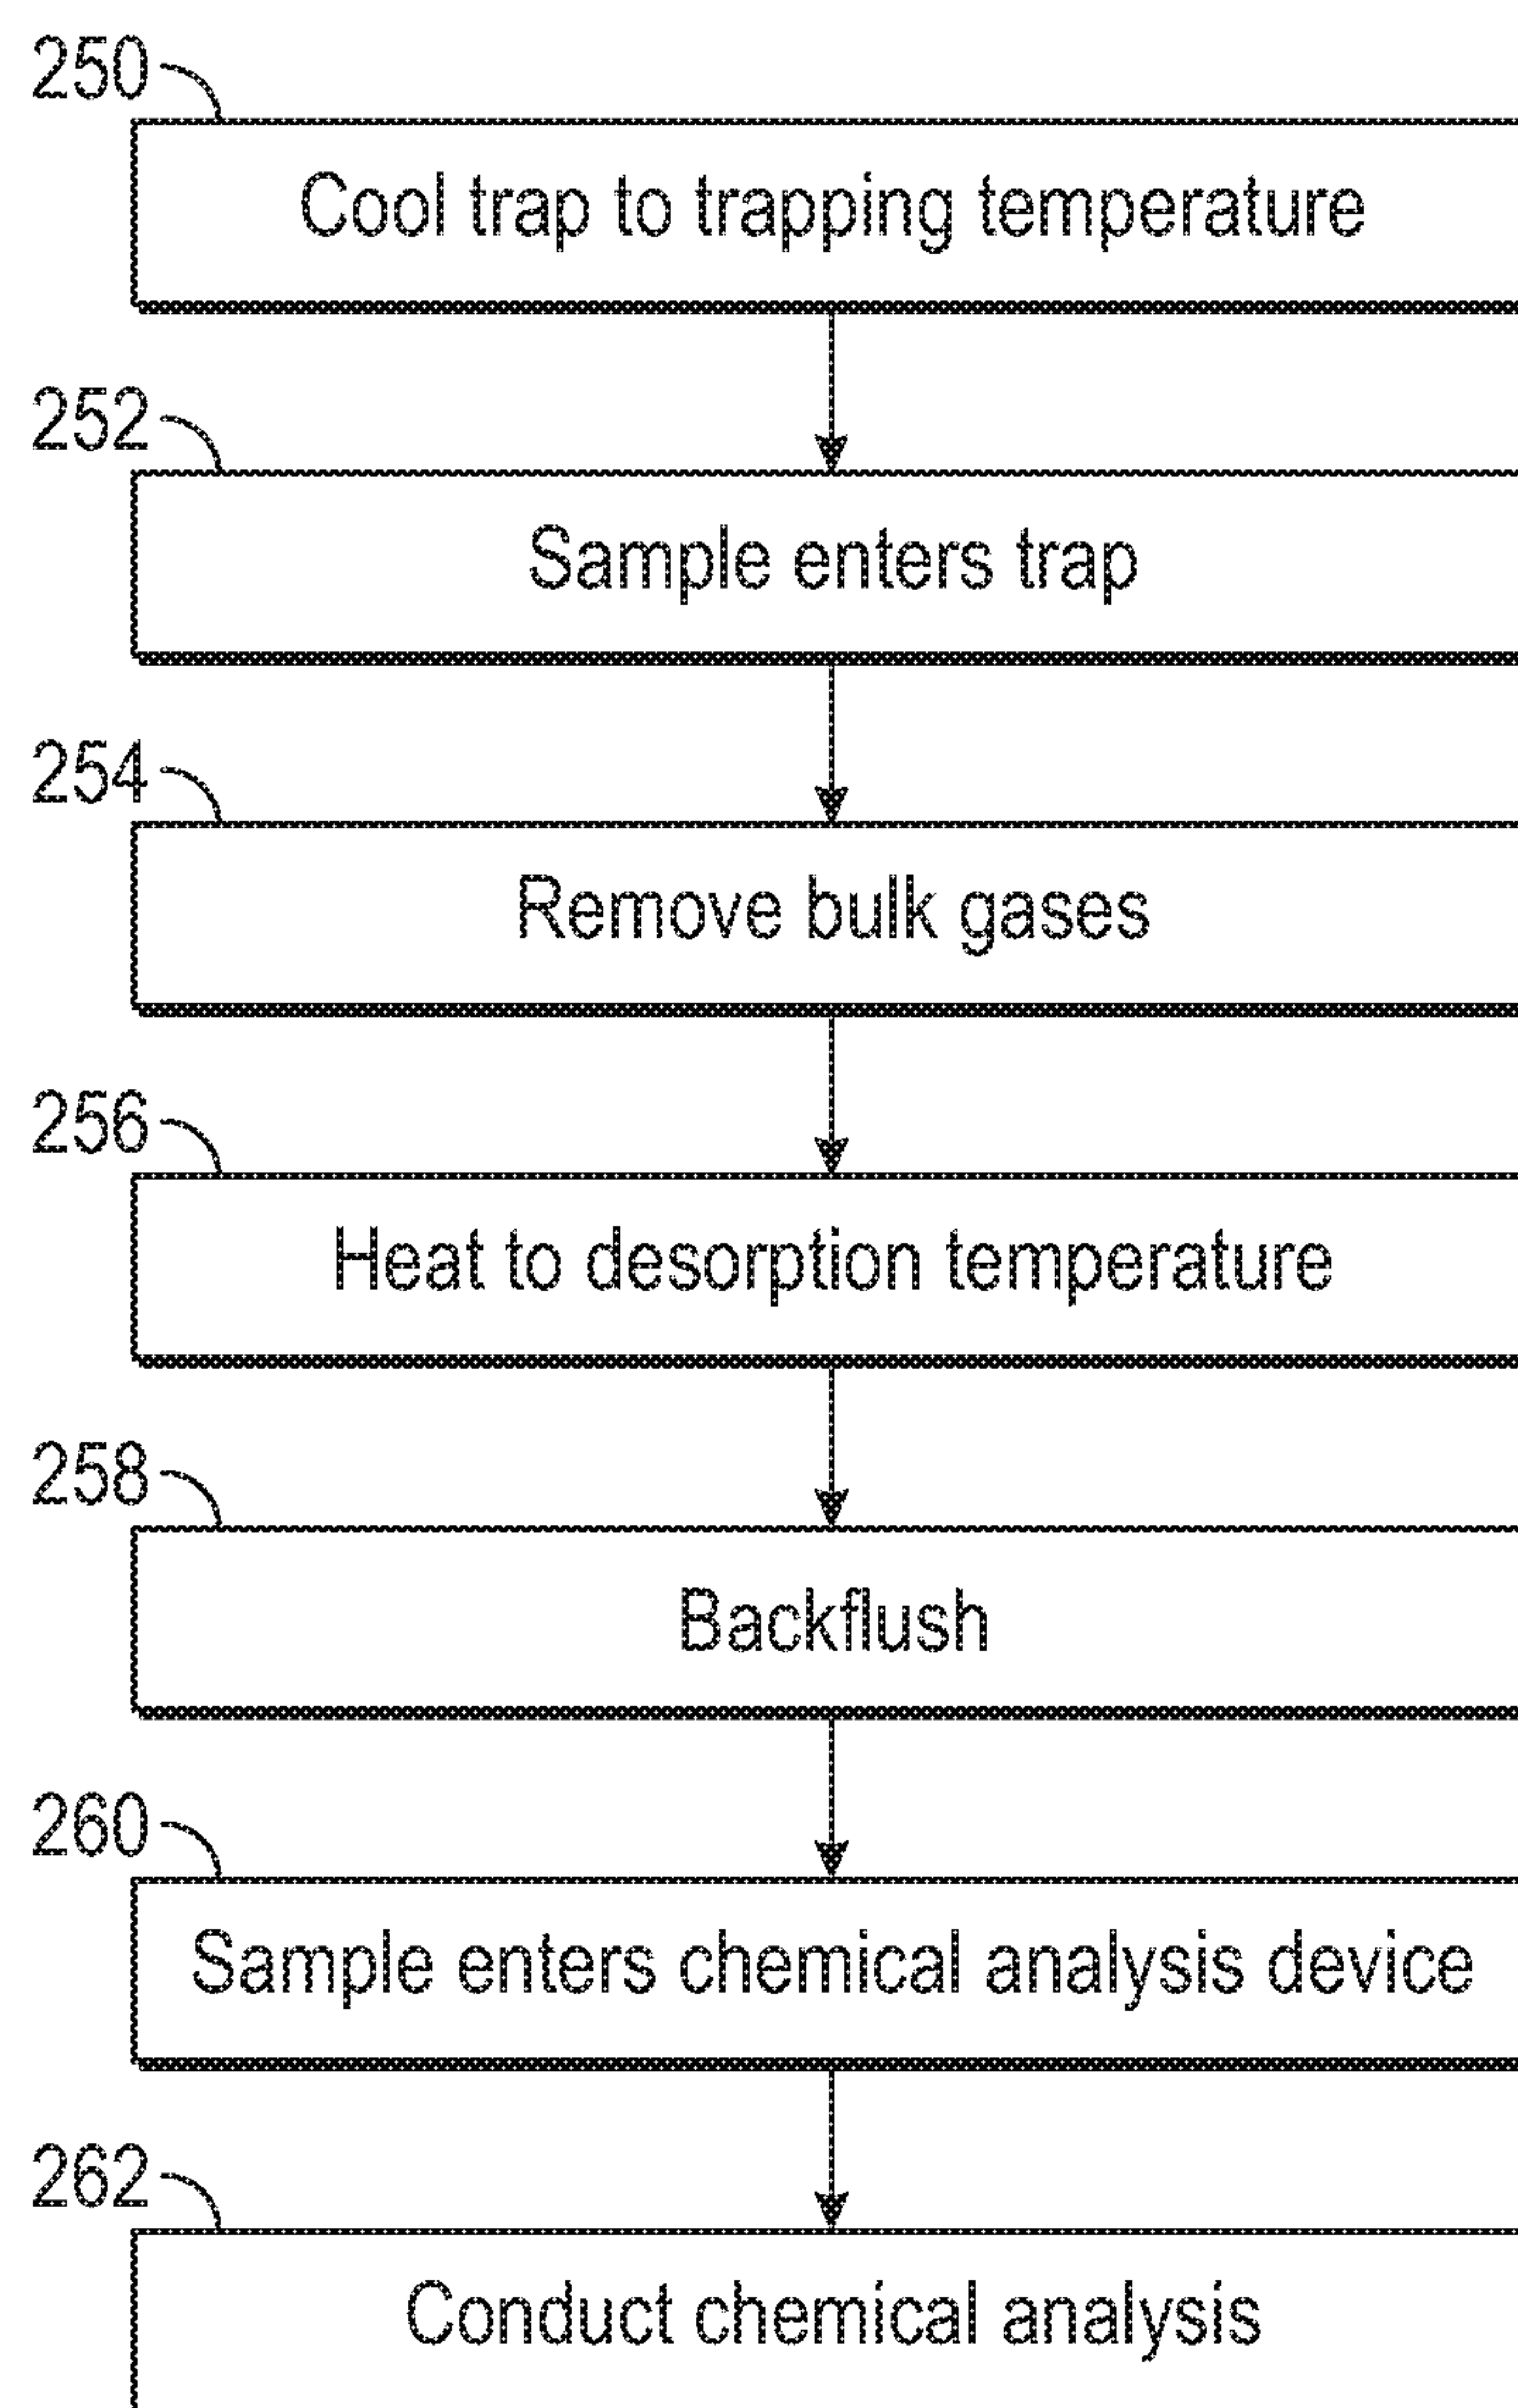 250
Cool trap to trapping temperature
252
Sample enters trap
254
Remove bulk gases
256
Heat to desorption temperature
258
Backflush
260
Sample enters chemical analysis device
262
Conduct chemical analysis